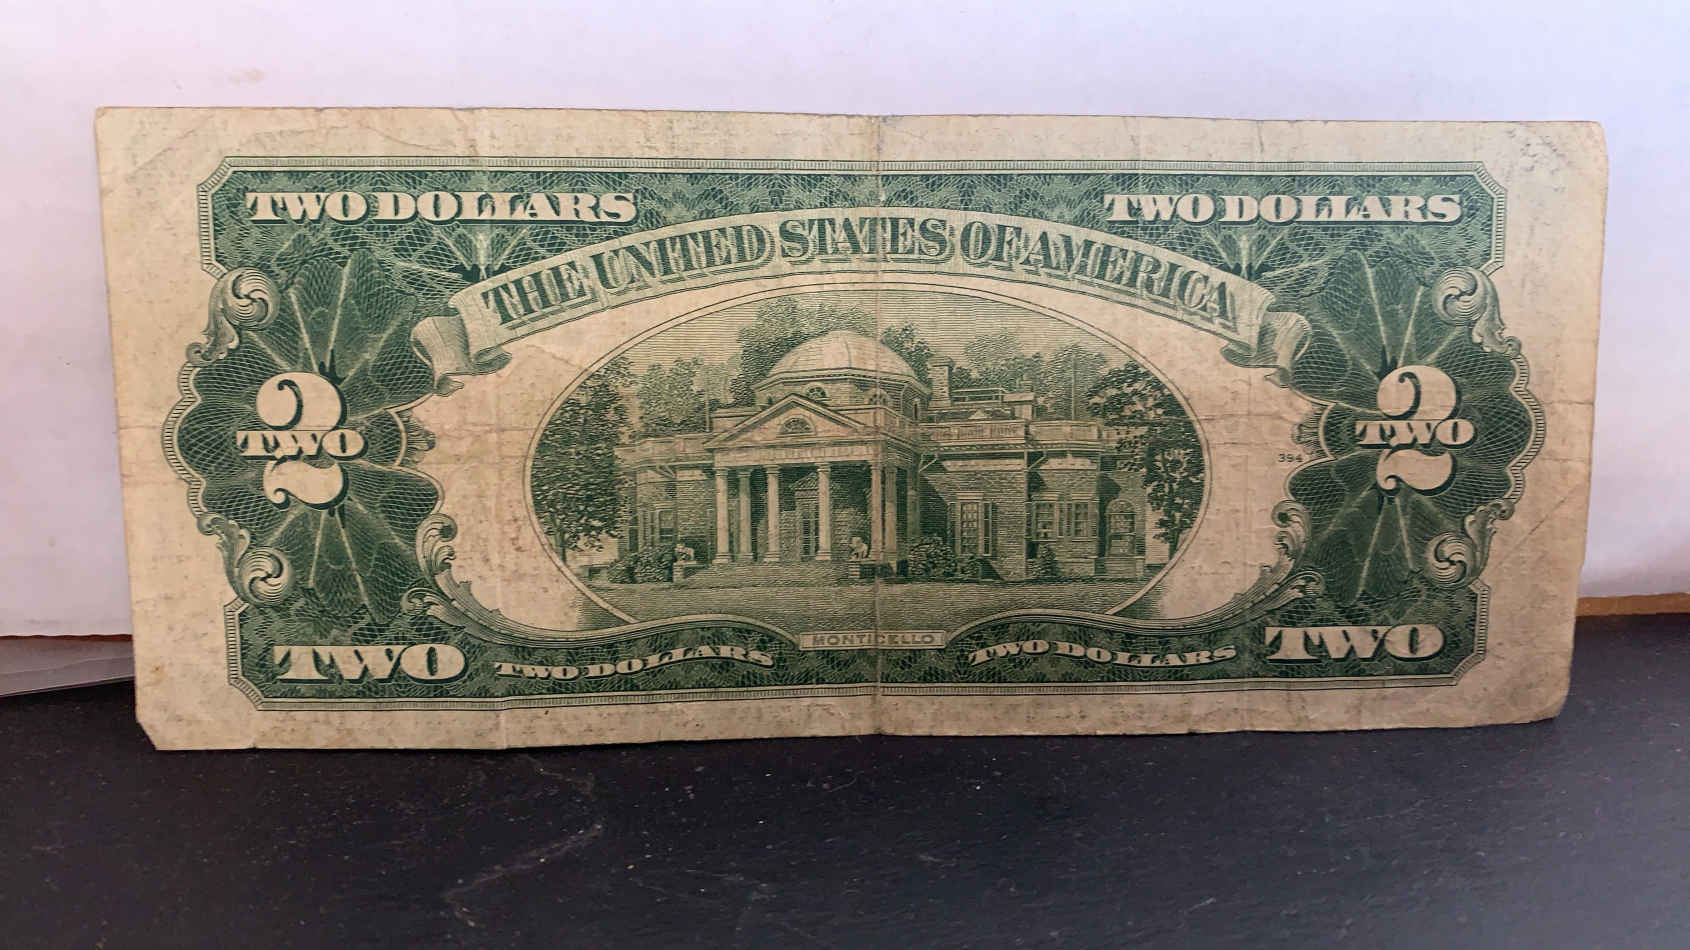 TWO DOLLARS TWO DOLLARS
THE UNITED STATES OF AMERICA
2 2
TWO TWO
394
MONTICELLO
TWO TWO DOLLARS TWO DOLLARS TWO